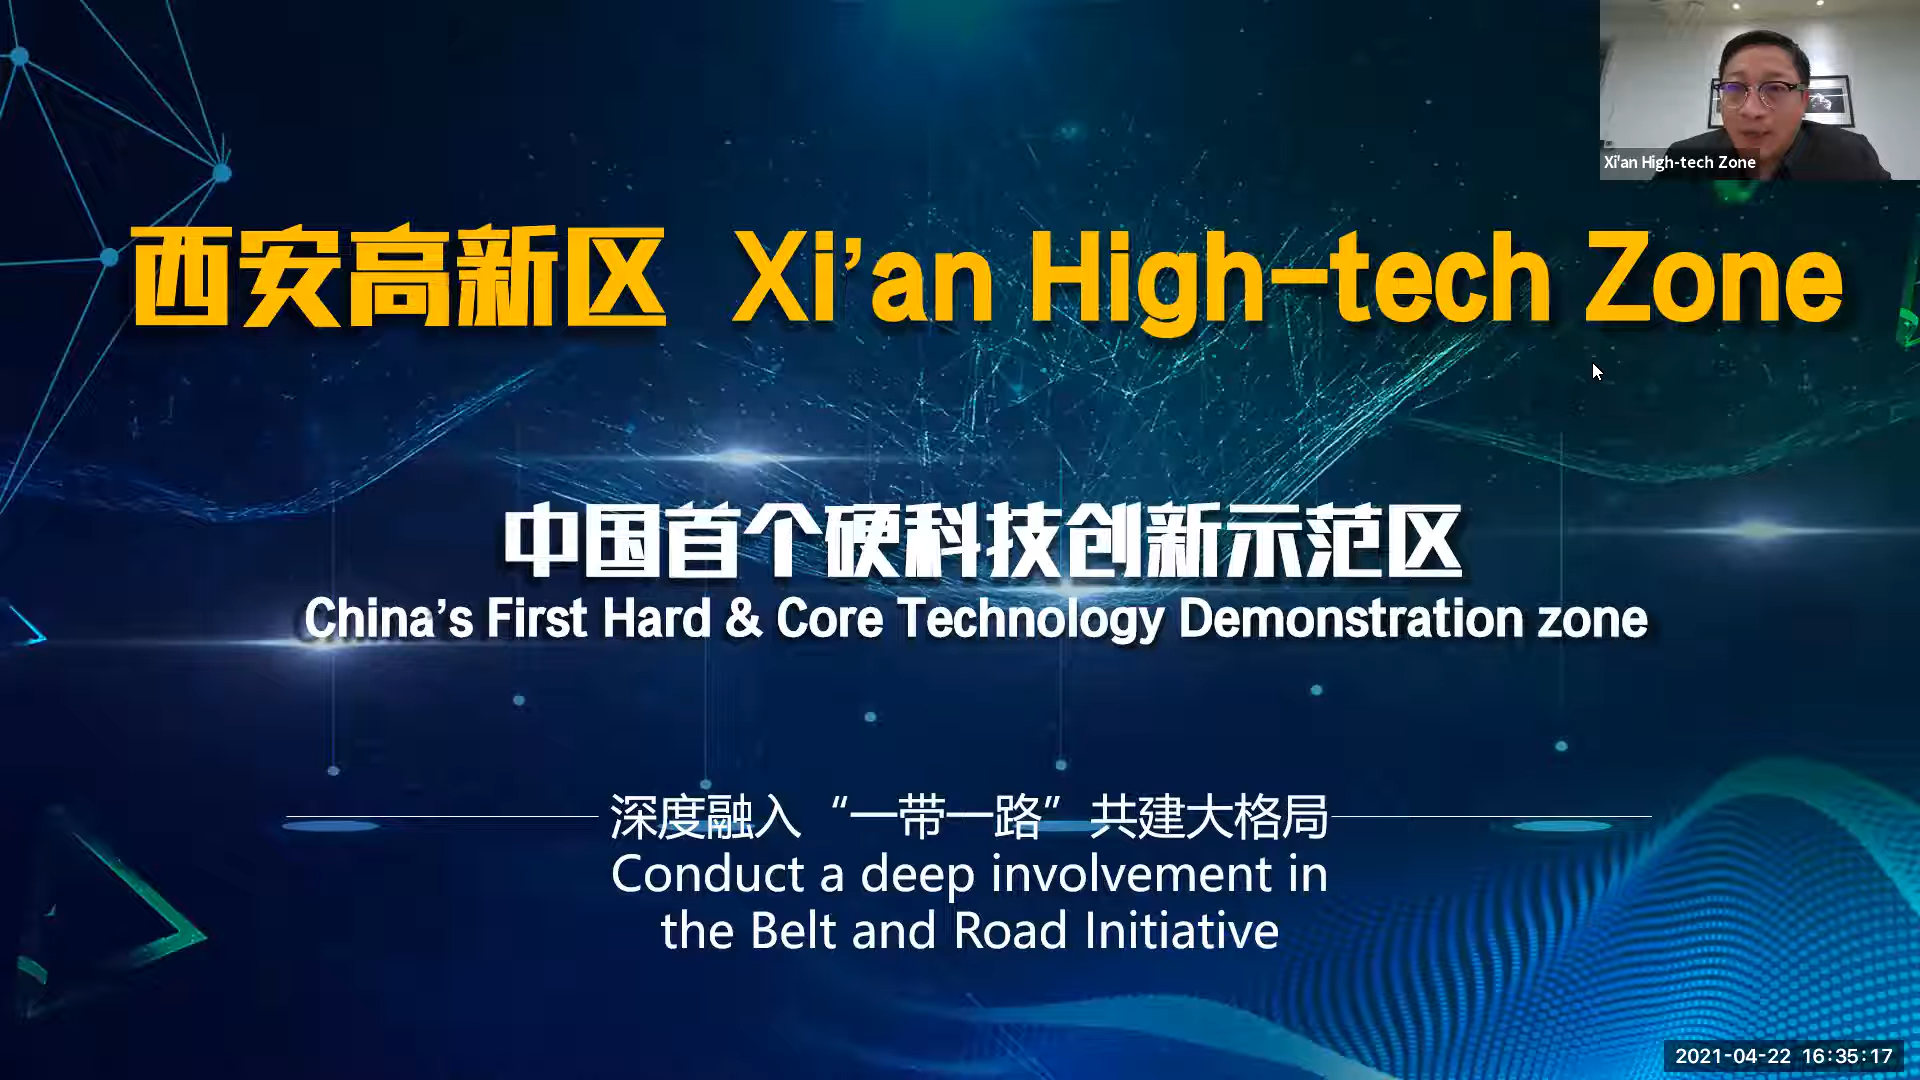 Xi'an High-tech Zone
西安高新区 Xi’an High-tech Zone
中国首个硬科技创新示范区
China’s First Hard & Core Technology Demonstration zone
深度融入“一带一路”共建大格局
Conduct a deep involvement in
the Belt and Road Initiative
2021-04-22 16:35:17